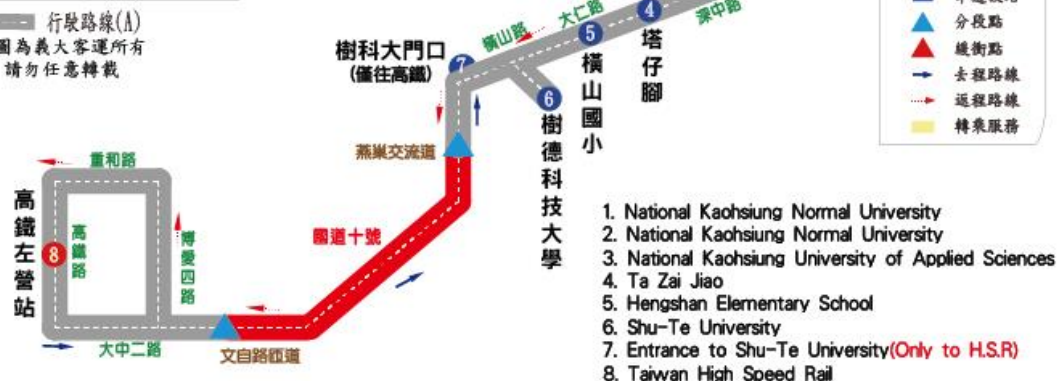 行駛路線(A)
圖為義大客運所有
請勿任意轉載
分段點
緩衝點
去程路線
返程路線
轉乘服務
深中路
大仁路
橫山路
4
塔仔腳
5
橫山國小
6
樹德科技大學
樹科大門口
(僅往高鐵)
7
燕巢交流道
國道十號
重和路
高鐵左營站
8
高鐵路
博愛四路
大中二路
文自路匝道
1. National Kaohsiung Normal University
2. National Kaohsiung Normal University
3. National Kaohsiung University of Applied Sciences
4. Ta Zai Jiao
5. Hengshan Elementary School
6. Shu-Te University
7. Entrance to Shu-Te University(Only to H.S.R)
8. Taiwan High Speed Rail